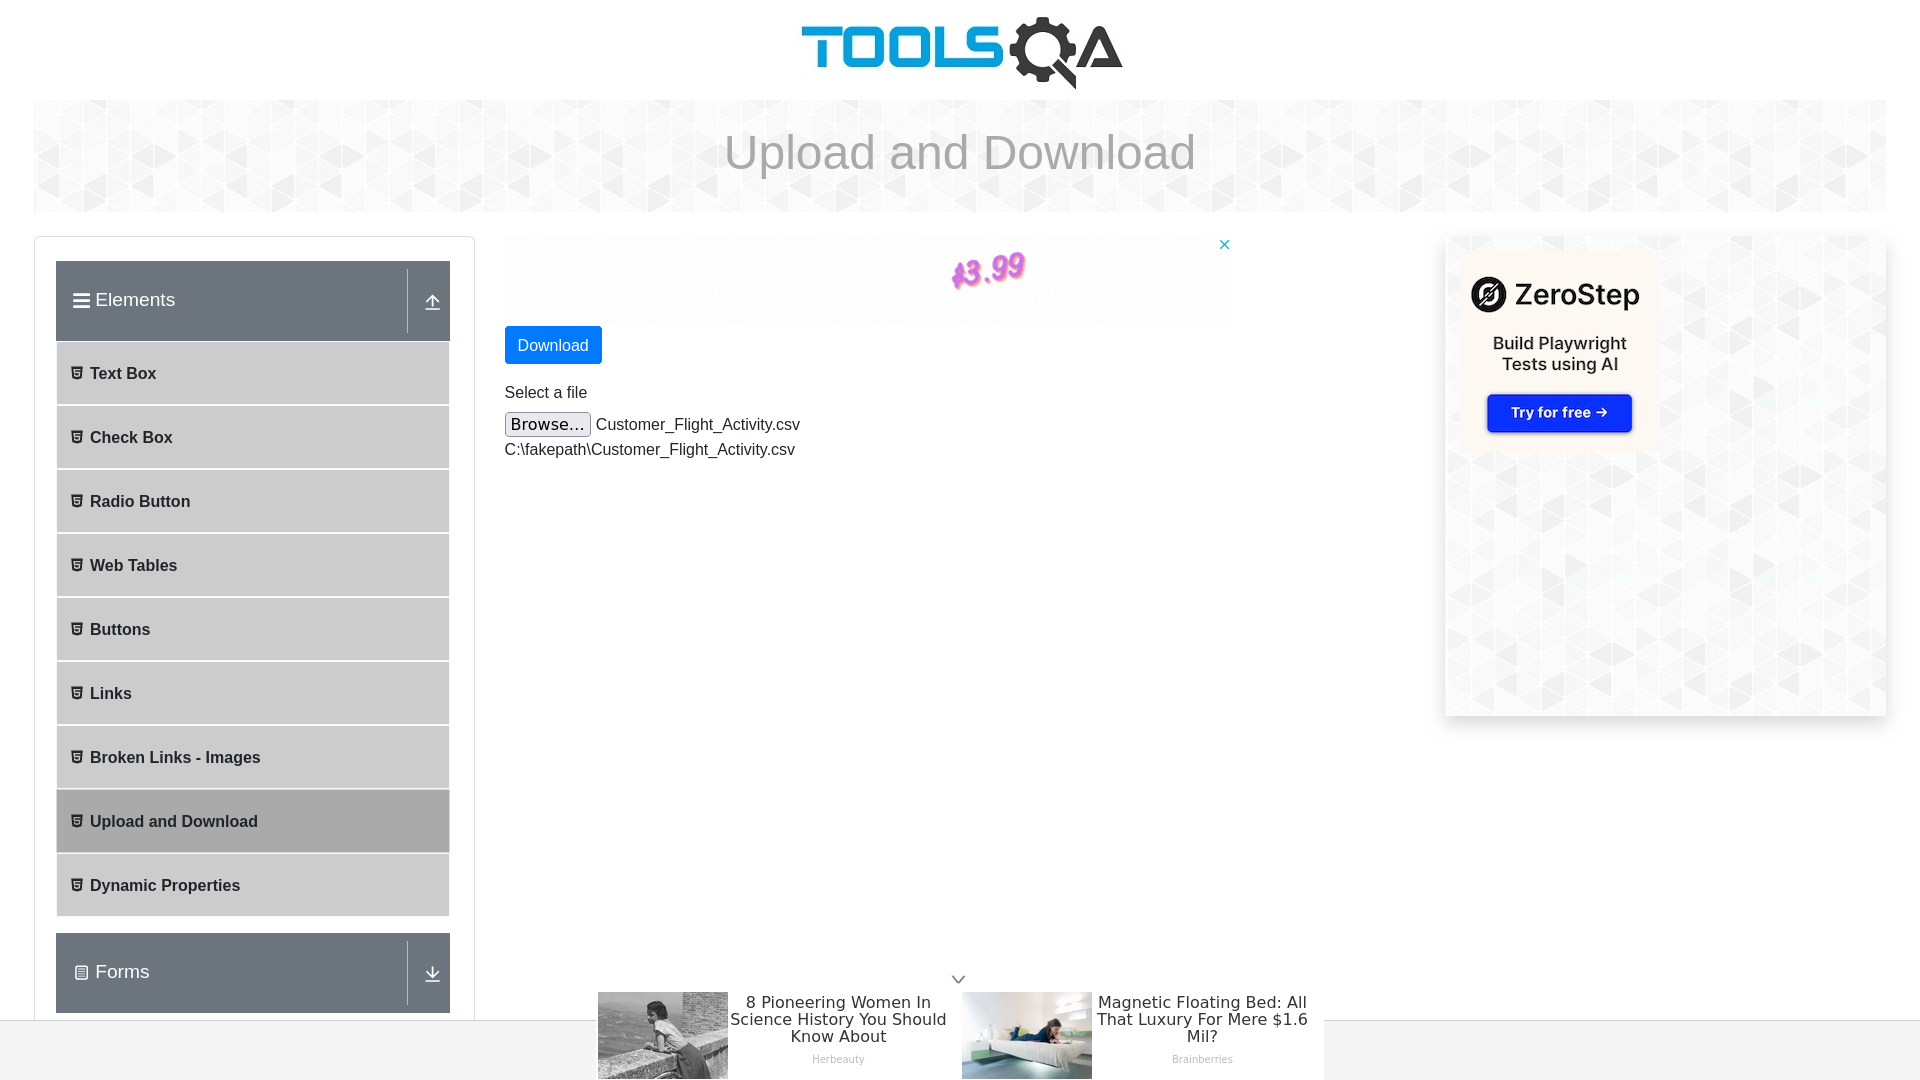 TOOLSQA
Upload and Download
Elements
Text Box
Check Box
Radio Button
Web Tables
Buttons
Links
Broken Links - Images
Upload and Download
Dynamic Properties
Forms
$3.99
Download
Select a file
Browse... Customer_Flight_Activity.csv
C:\fakepath\Customer_Flight_Activity.csv
ZeroStep
Build Playwright
Tests using AI
Try for free →
8 Pioneering Women In
Science History You Should
Know About
Herbeauty
Magnetic Floating Bed: All
That Luxury For Mere $1.6
Mil?
Brainberries